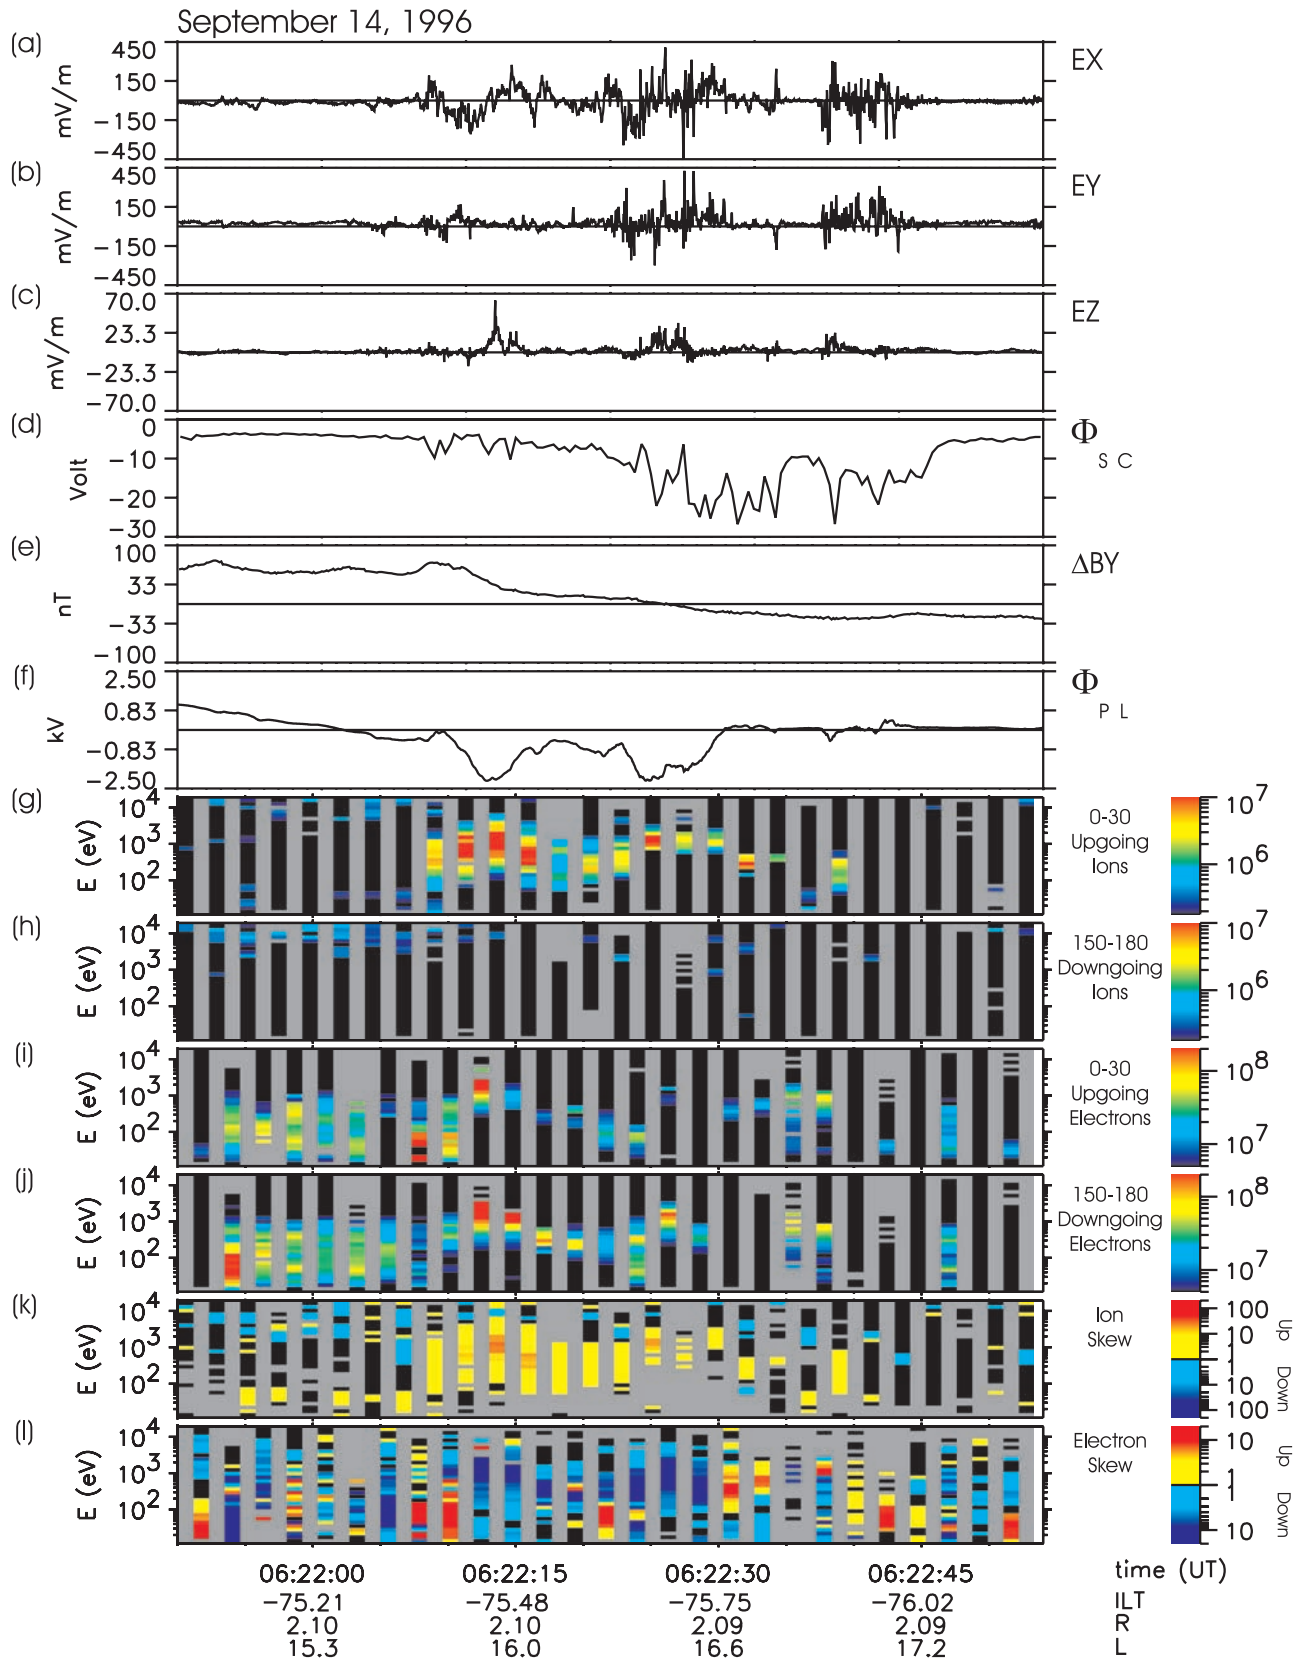 September 14, 1996
(a)
450
150
−150
−450
mV/m
EX
(b)
450
150
−150
−450
mV/m
EY
(c)
70.0
23.3
−23.3
−70.0
mV/m
EZ
(d)
0
−10
−20
−30
Volt
Φ
S C
(e)
100
33
−33
−100
nT
ΔBY
(f)
2.50
0.83
−0.83
−2.50
kV
Φ
P L
(g)
10^4
10^3
10^2
E (eV)
0-30
Upgoing
Ions
10^7
10^6
(h)
10^4
10^3
10^2
E (eV)
150-180
Downgoing
Ions
10^7
10^6
(i)
10^4
10^3
10^2
E (eV)
0-30
Upgoing
Electrons
10^8
10^7
(j)
10^4
10^3
10^2
E (eV)
150-180
Downgoing
Electrons
10^8
10^7
(k)
10^4
10^3
10^2
E (eV)
Ion
Skew
100
10
1
10
100
Up
Down
(l)
10^4
10^3
10^2
E (eV)
Electron
Skew
10
1
10
Up
Down
06:22:00 06:22:15 06:22:30 06:22:45 time (UT)
−75.21 −75.48 −75.75 −76.02 ILT
2.10 2.10 2.09 2.09 R
15.3 16.0 16.6 17.2 L